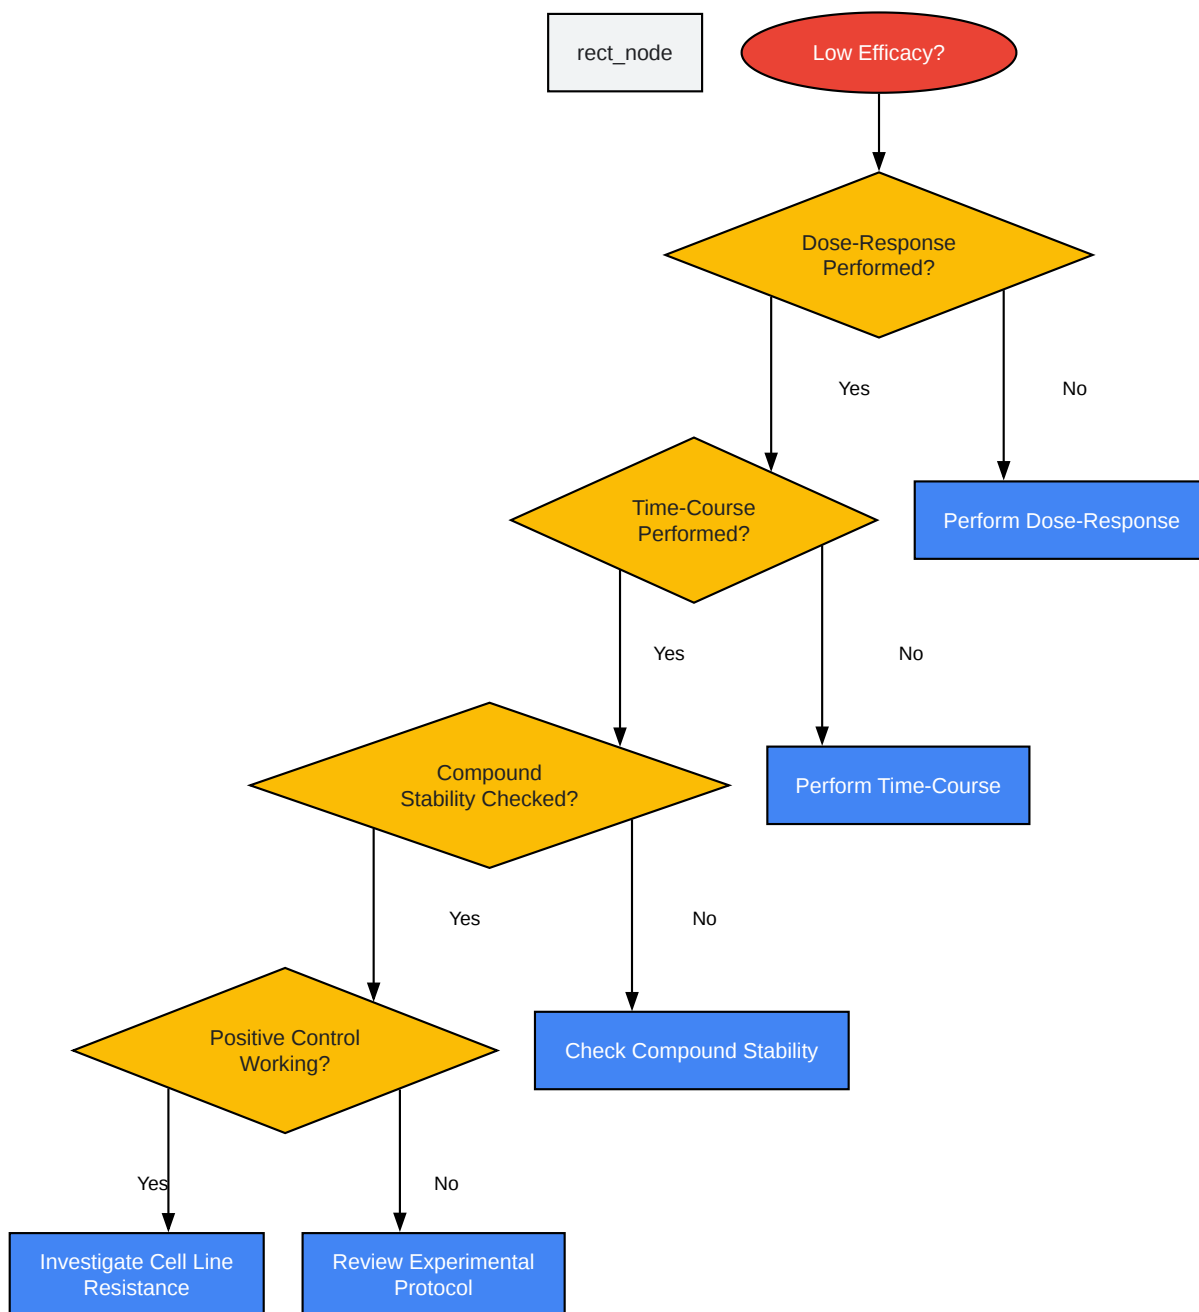 rect_node
Low Efficacy?
Dose-Response
Performed?
Yes
No
Time-Course
Performed?
Perform Dose-Response
Yes
No
Compound
Stability Checked?
Perform Time-Course
Yes
No
Positive Control
Working?
Check Compound Stability
Yes
No
Investigate Cell Line
Resistance
Review Experimental
Protocol